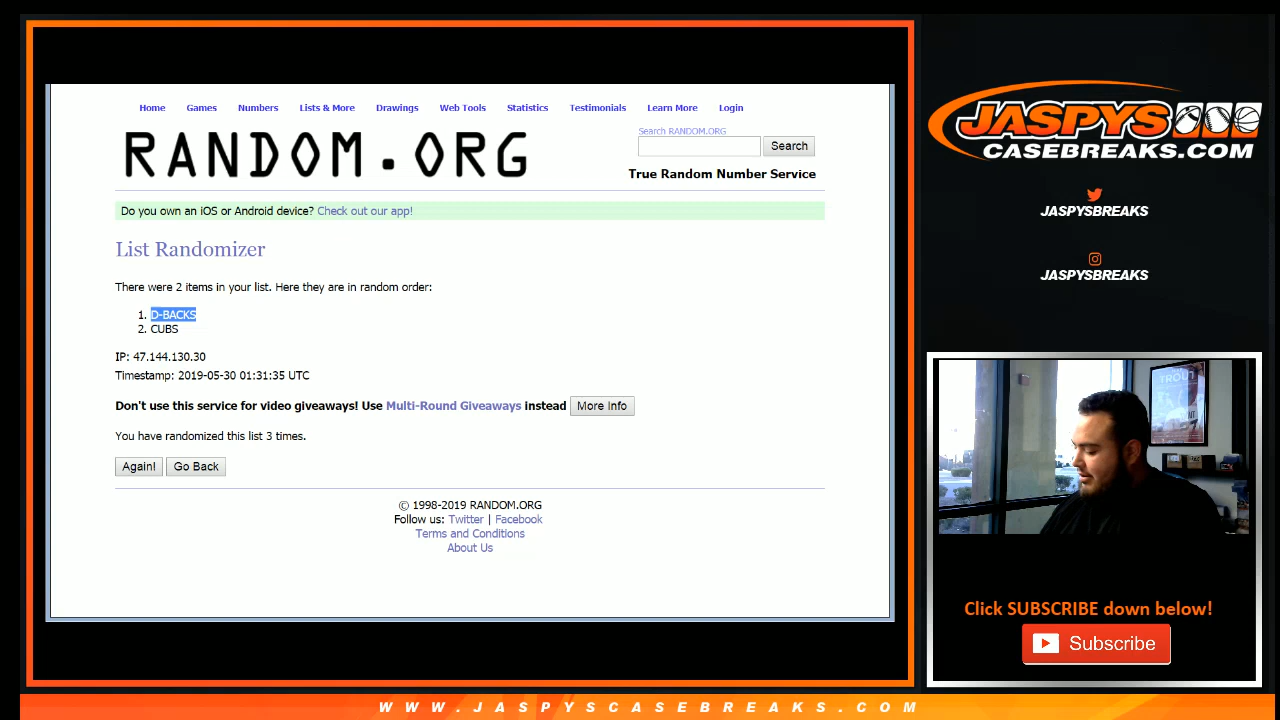 Home Games Numbers Lists & More Drawings Web Tools Statistics Testimonials Learn More Login
RANDOM.ORG
Search RANDOM.ORG
Search
True Random Number Service
Do you own an iOS or Android device? Check out our app!
List Randomizer
There were 2 items in your list. Here they are in random order:
1. D-BACKS
2. CUBS
IP: 47.144.130.30
Timestamp: 2019-05-30 01:31:35 UTC
Don't use this service for video giveaways! Use Multi-Round Giveaways instead More Info
You have randomized this list 3 times.
Again! Go Back
© 1998-2019 RANDOM.ORG
Follow us: Twitter | Facebook
Terms and Conditions
About Us
JASPYS
CASEBREAKS.COM
JASPYSBREAKS
JASPYSBREAKS
TROUT
Click SUBSCRIBE down below!
Subscribe
WWW.JASPYSCASEBREAKS.COM